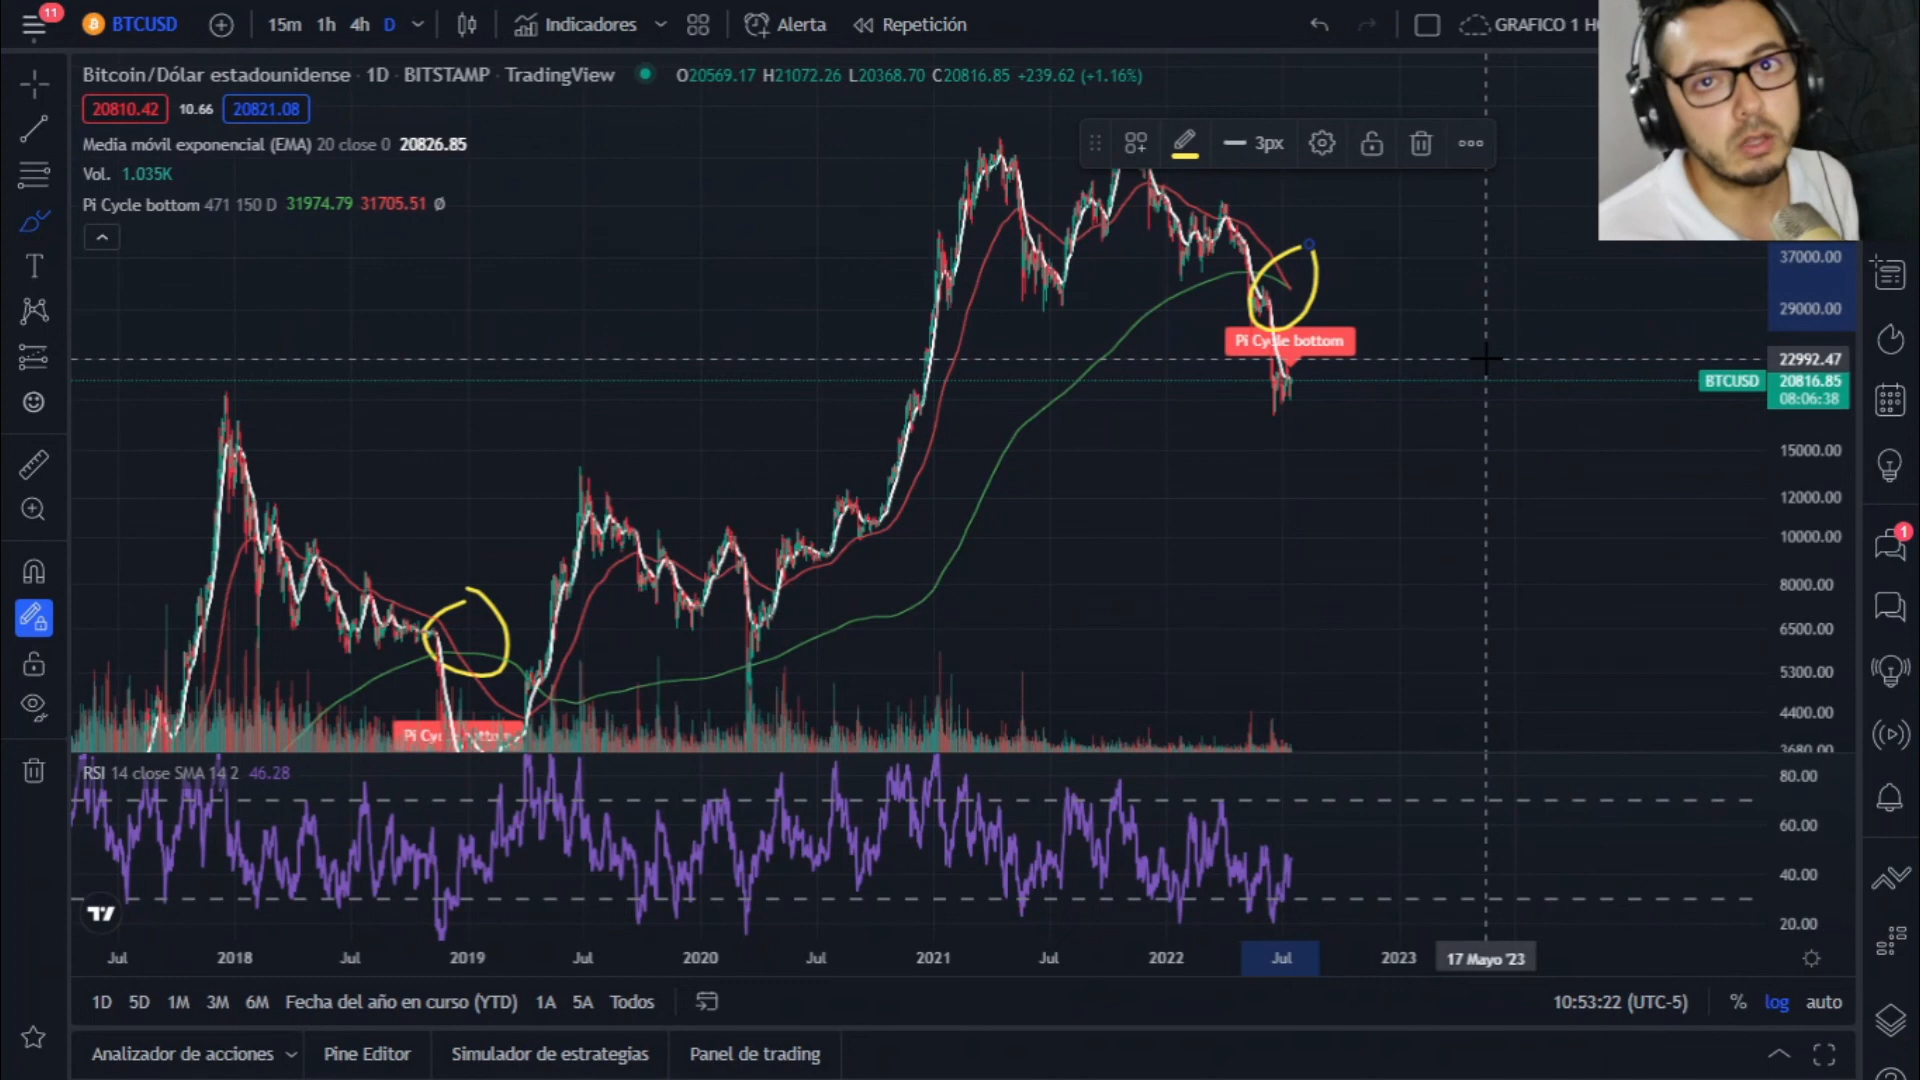 11
BTCUSD 15m 1h 4h D Indicadores Alerta Repetición GRAFICO 1
Bitcoin/Dólar estadounidense · 1D · BITSTAMP · TradingView O20569.17 H21072.26 L20368.70 C20816.85 +239.62 (+1.16%)
20810.42 10.66 20821.08
Media móvil exponencial (EMA) 20 close 0 20826.85
3px
Vol. 1.035K
Pi Cycle bottom 471 150 D 31974.79 31705.51 Ø
37000.00
29000.00
Pi Cycle bottom
22992.47
BTCUSD 20816.85
08:06:38
15000.00
12000.00
10000.00
8000.00
6500.00
5300.00
4400.00
3680.00
1
Pi Cycle bottom
RSI 14 close SMA 14 2 46.28
80.00
60.00
40.00
20.00
Jul 2018 Jul 2019 Jul 2020 Jul 2021 Jul 2022 Jul 2023 17 Mayo '23
1D 5D 1M 3M 6M Fecha del año en curso (YTD) 1A 5A Todos 10:53:22 (UTC-5) % log auto
Analizador de acciones Pine Editor Simulador de estrategias Panel de trading